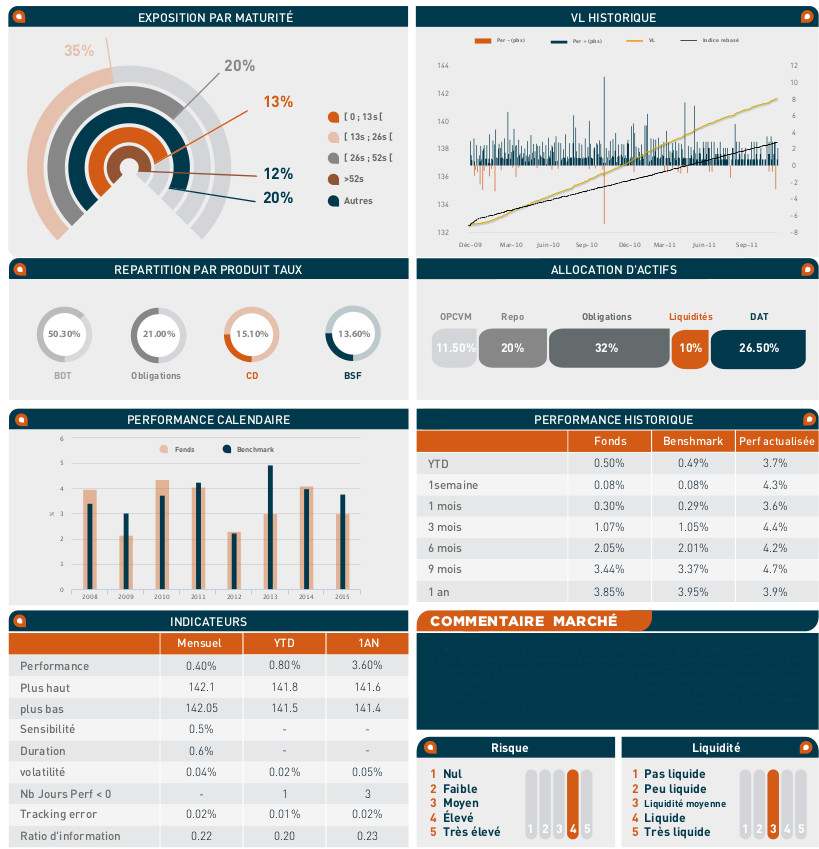 EXPOSITION PAR MATURITÉ
35%
20%
13%
12%
20%
[ 0 ; 13s [
[ 13s ; 26s [
[ 26s ; 52s [
>52s
Autres
VL HISTORIQUE
Per - (pbs) Per + (pbs) VL Indice rebasé
144 12
10
142 8
6
140 4
2
138 0
136 -2
-4
134 -6
132 -8
Déc-09 Mar-10 Juin-10 Sep-10 Déc-10 Mar-11 Juin-11 Sep-11
REPARTITION PAR PRODUIT TAUX
50.30% 21.00% 15.10% 13.60%
BDT Obligations CD BSF
ALLOCATION D'ACTIFS
OPCVM Repo Obligations Liquidités DAT
11.50% 20% 32% 10% 26.50%
PERFORMANCE CALENDAIRE
Fonds Benchmark
6
5
4
3
2
1
0
%
2008 2009 2010 2011 2012 2013 2014 2015
PERFORMANCE HISTORIQUE
Fonds Benshmark Perf actualisée
YTD 0.50% 0.49% 3.7%
1semaine 0.08% 0.08% 4.3%
1 mois 0.30% 0.29% 3.6%
3 mois 1.07% 1.05% 4.4%
6 mois 2.05% 2.01% 4.2%
9 mois 3.44% 3.37% 4.7%
1 an 3.85% 3.95% 3.9%
INDICATEURS
Mensuel YTD 1AN
Performance 0.40% 0.80% 3.60%
Plus haut 142.1 141.8 141.6
plus bas 142.05 141.5 141.4
Sensibilité 0.5% - -
Duration 0.6% - -
volatilité 0.04% 0.02% 0.05%
Nb Jours Perf < 0 - 1 3
Tracking error 0.02% 0.01% 0.02%
Ratio d'information 0.22 0.20 0.23
COMMENTAIRE MARCHÉ
Risque
1 Nul
2 Faible
3 Moyen
4 Élevé
5 Très élevé
1 2 3 4 5
Liquidité
1 Pas liquide
2 Peu liquide
3 Liquidité moyenne
4 Liquide
5 Très liquide
1 2 3 4 5